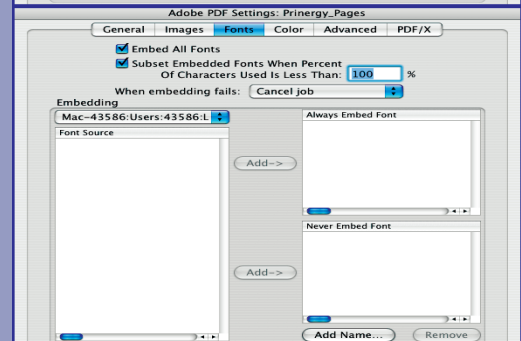 Adobe PDF Settings: Prinergy_Pages
General Images Fonts Color Advanced PDF/X
Embed All Fonts
Subset Embedded Fonts When Percent
Of Characters Used Is Less Than: 100 %
When embedding fails: Cancel job
Embedding
Mac-43586:Users:43586:L
Always Embed Font
Font Source
Add->
Never Embed Font
Add->
Add Name... Remove